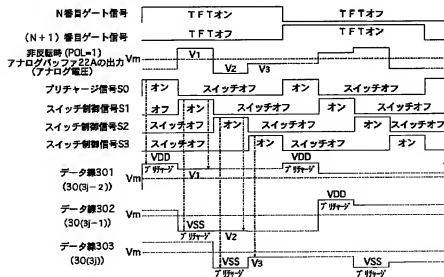 N番目ゲート信号 TFTオン TFTオフ
(N+1)番目ゲート信号 TFTオフ TFTオン
非反転時(POL=1)
アナログバッファ22Aの出力 Vm V1 V2 V3
(アナログ電圧)
プリチャージ信号S0 オン スイッチオフ オン スイッチオフ オン
スイッチ制御信号S1 オフ オン スイッチオフ オン スイッチオフ
スイッチ制御信号S2 スイッチオフ オン スイッチオフ オン スイッチオフ
スイッチ制御信号S3 スイッチオフ オン スイッチオフ オン
データ線301 Vm VDD プリチャージ V1 VDD プリチャージ
(30(3j-2))
データ線302 Vm VSS プリチャージ V2 VDD プリチャージ
(30(3j-1))
データ線303 Vm VSS プリチャージ V3 VSS プリチャージ
(30(3j))